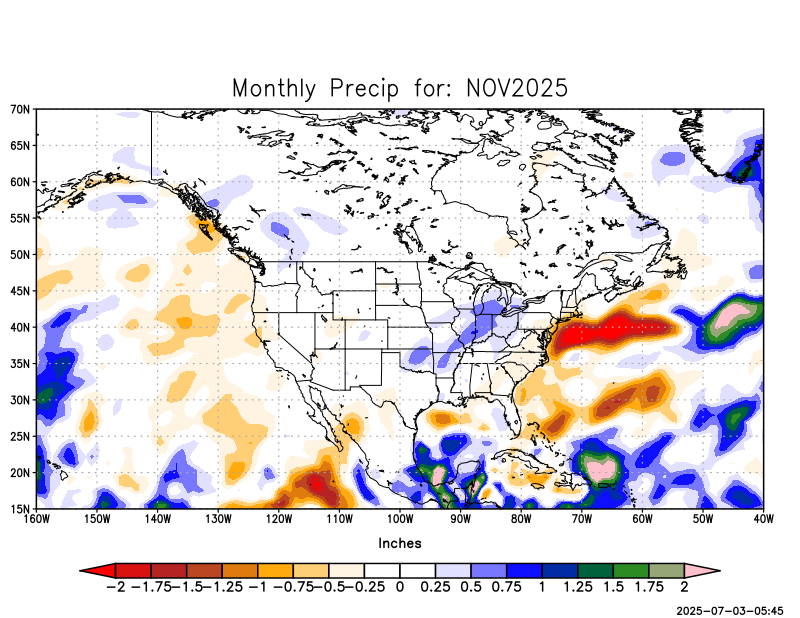 Monthly Precip for: NOV2025
70N
65N
60N
55N
50N
45N
40N
35N
30N
25N
20N
15N
160W 150W 140W 130W 120W 110W 100W 90W 80W 70W 60W 50W 40W
Inches
−2 −1.75 −1.5 −1.25 −1 −0.75 −0.5 −0.25 0 0.25 0.5 0.75 1 1.25 1.5 1.75 2
2025-07-03-05:45